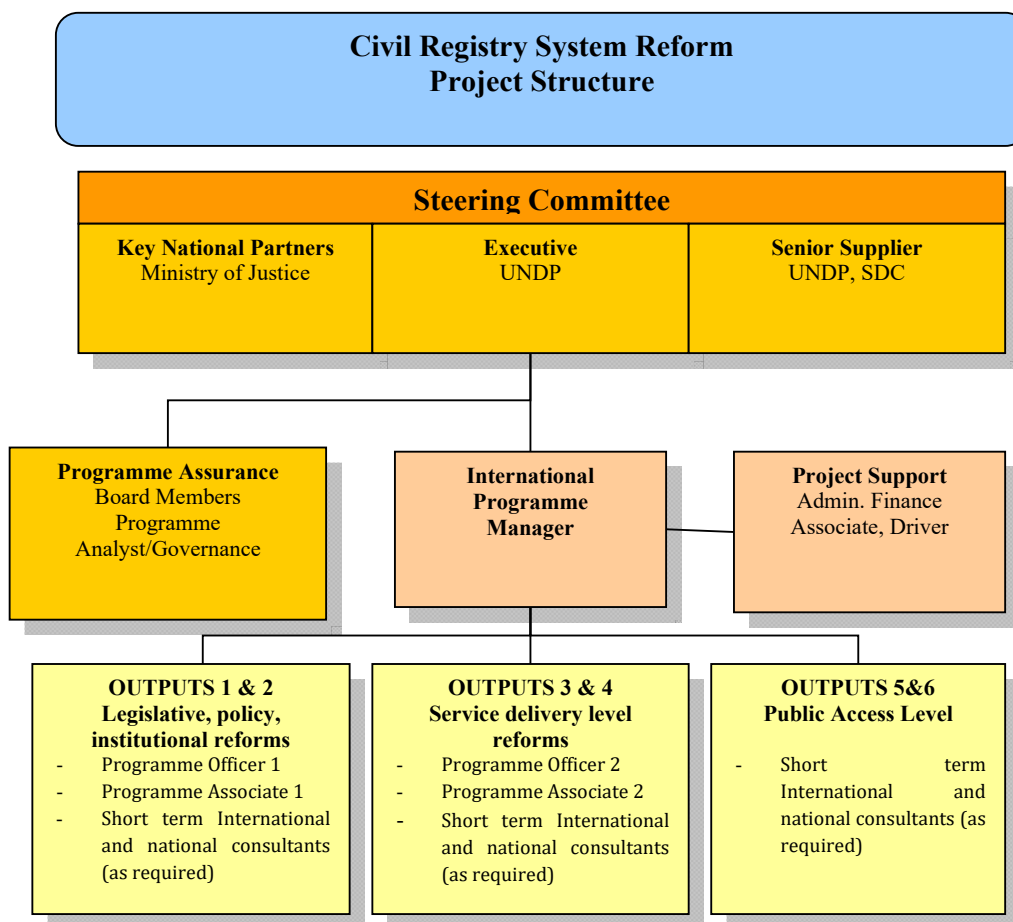 Civil Registry System Reform
Project Structure
Steering Committee
Key National Partners
Ministry of Justice
Executive
UNDP
Senior Supplier
UNDP, SDC
Programme Assurance
Board Members
Programme
Analyst/Governance
International
Programme
Manager
Project Support
Admin. Finance
Associate, Driver
OUTPUTS 1 & 2
Legislative, policy,
institutional reforms
- Programme Officer 1
- Programme Associate 1
- Short term International
and national consultants
(as required)
OUTPUTS 3 & 4
Service delivery level
reforms
- Programme Officer 2
- Programme Associate 2
- Short term International
and national consultants
(as required)
OUTPUTS 5&6
Public Access Level
- Short term
International and
national consultants (as
required)